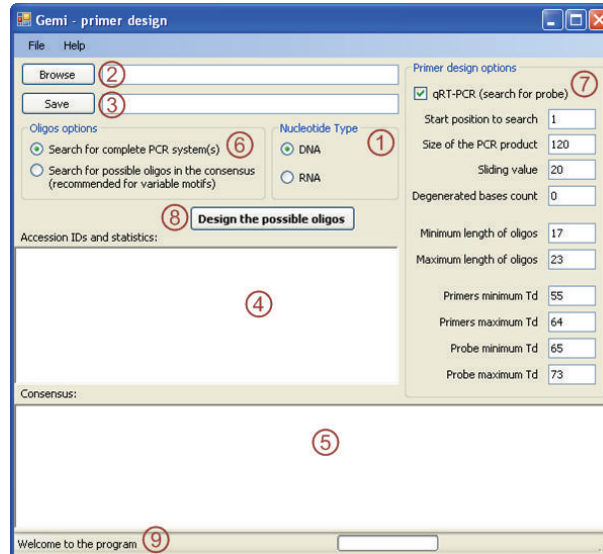 Gemi - primer design
File Help
Browse 2
Save 3
Oligos options
Search for complete PCR system(s) 6
Search for possible oligos in the consensus
(recommended for variable motifs)
Nucleotide Type
DNA 1
RNA
8 Design the possible oligos
Accession IDs and statistics:
4
Primer design options
7
qRT-PCR (search for probe)
Start position to search 1
Size of the PCR product 120
Sliding value 20
Degenerated bases count 0
Minimum length of oligos 17
Maximum length of oligos 23
Primers minimum Td 55
Primers maximum Td 64
Probe minimum Td 65
Probe maximum Td 73
Consensus:
5
Welcome to the program 9